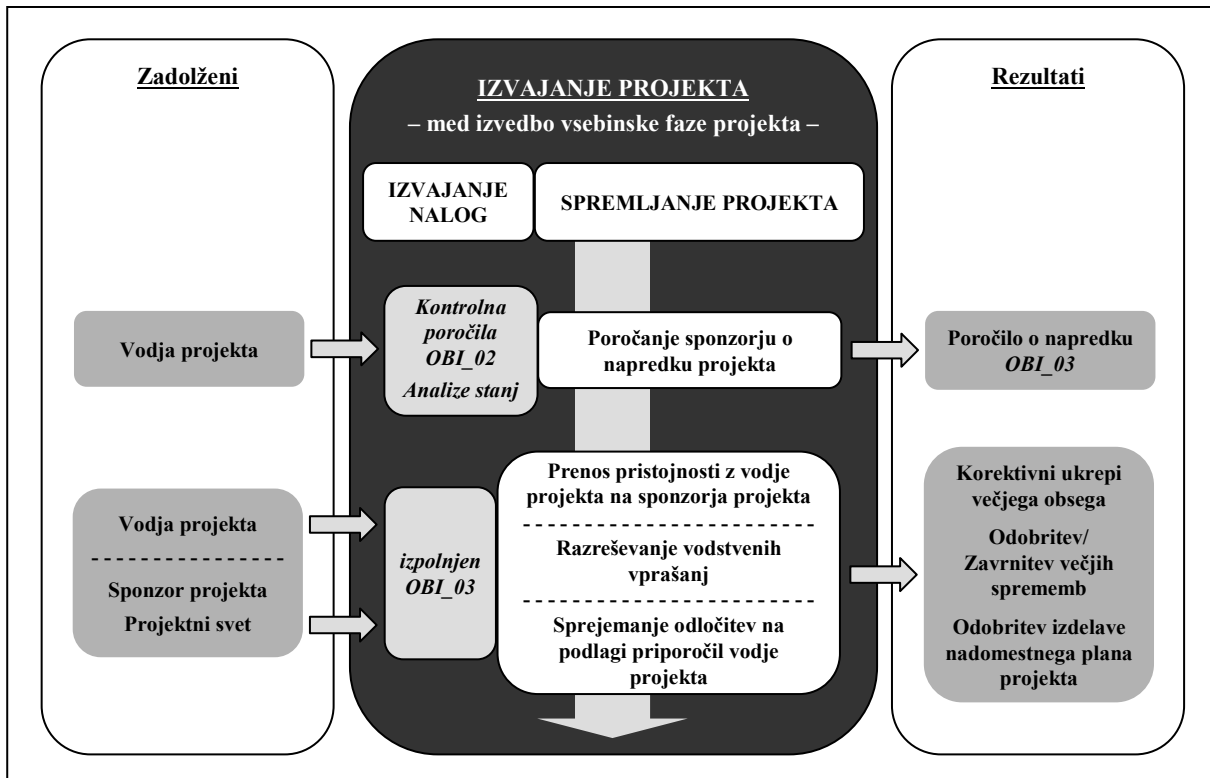 Zadolženi
IZVAJANJE PROJEKTA
– med izvedbo vsebinske faze projekta –
Rezultati
IZVAJANJE
NALOG
SPREMLJANJE PROJEKTA
Vodja projekta
Kontrolna
poročila
OBI_02
Analize stanj
Poročanje sponzorju o
napredku projekta
Poročilo o napredku
OBI_03
Vodja projekta
Sponzor projekta
Projektni svet
izpolnjen
OBI_03
Prenos pristojnosti z vodje
projekta na sponzorja projekta
Razreševanje vodstvenih
vprašanj
Sprejemanje odločitev na
podlagi priporočil vodje
projekta
Korektivni ukrepi
večjega obsega
Odobritev/
Zavrnitev večjih
sprememb
Odobritev izdelave
nadomestnega plana
projekta